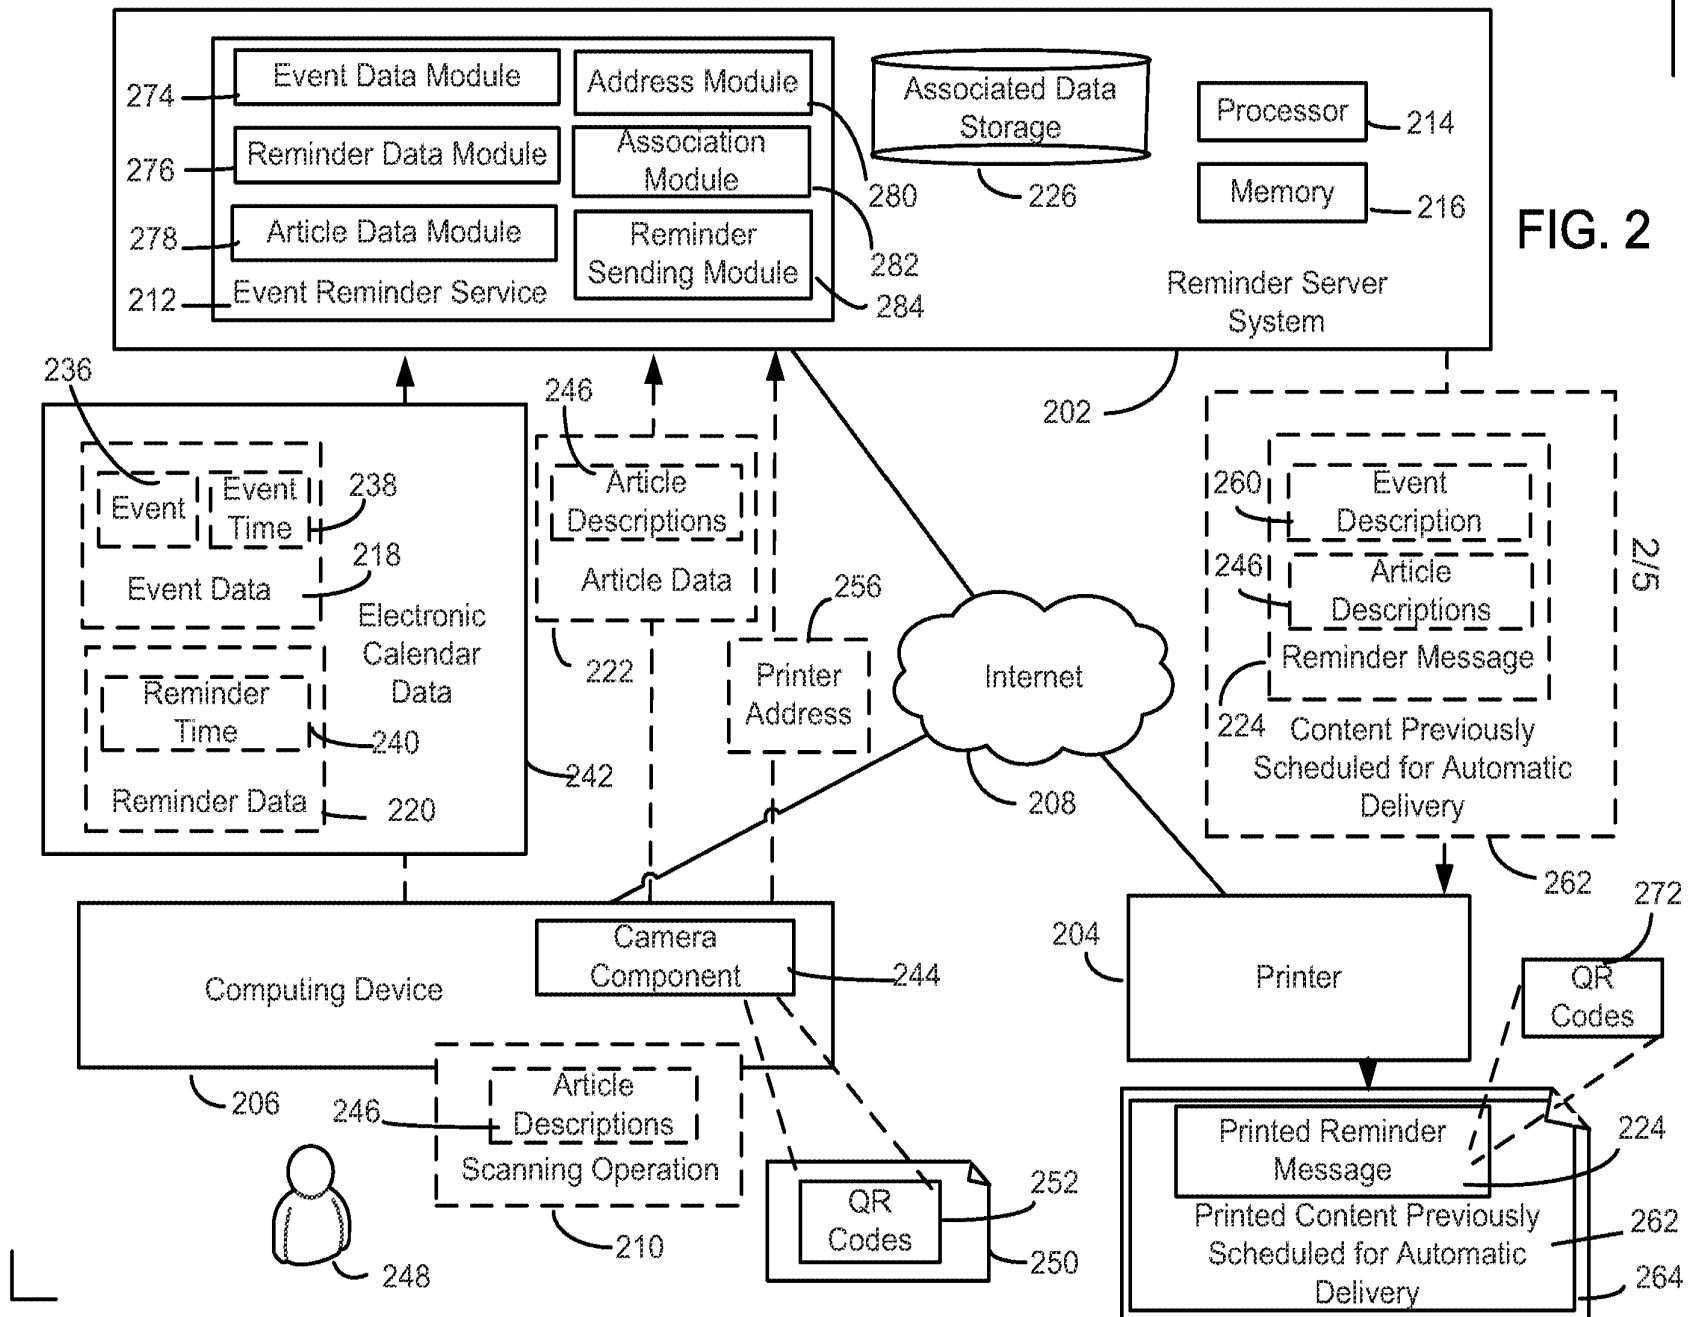 Event Data Module
274
Address Module
Associated Data
Storage
Processor
214
Reminder Data Module
276
Association
Module
280
226
Memory
216
FIG. 2
Article Data Module
278
Reminder
Sending Module
282
284
Event Reminder Service
212
Reminder Server
System
202
236
Event
Event
Time
238
Event Data
218
Electronic
Calendar
Data
Reminder
Time
240
Reminder Data
220
242
246
Article
Descriptions
Article Data
222
256
Printer
Address
Internet
208
260
Event
Description
246
Article
Descriptions
Reminder Message
224
Content Previously
Scheduled for Automatic
Delivery
262
2/5
Computing Device
Camera
Component
244
206
246
Article
Descriptions
Scanning Operation
210
248
QR
Codes
252
250
204
Printer
272
QR
Codes
Printed Reminder
Message
224
Printed Content Previously
Scheduled for Automatic
Delivery
262
264